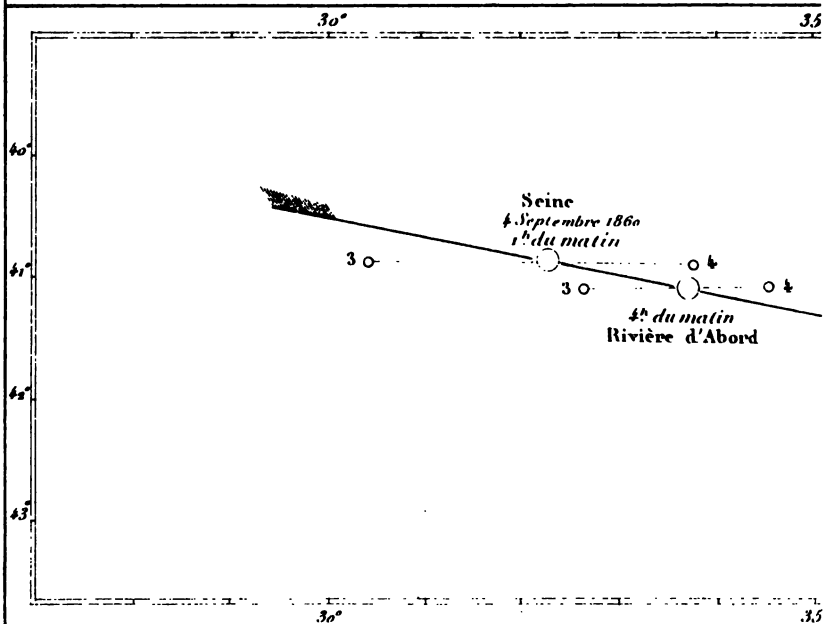 30° 35
40°
Seine
4 Septembre 1860
1h du matin
3 4
41°
3 4
4h du matin
Rivière d'Abord
42°
43°
30° 35